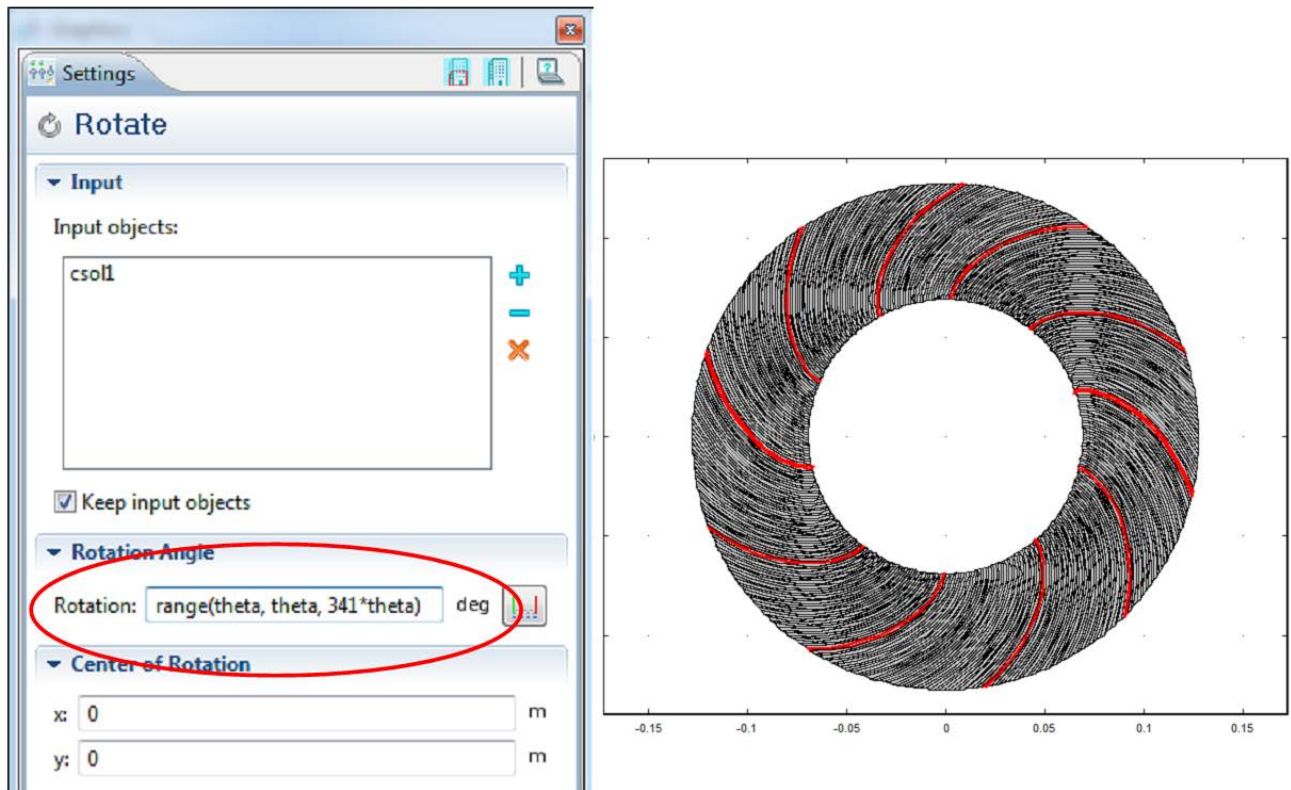 Settings
Rotate
Input
Input objects:
csol1
Keep input objects
Rotation Angle
Rotation: range(theta, theta, 341*theta) deg
Center of Rotation
x: 0 m
y: 0 m
-0.15 -0.1 -0.05 0 0.05 0.1 0.15